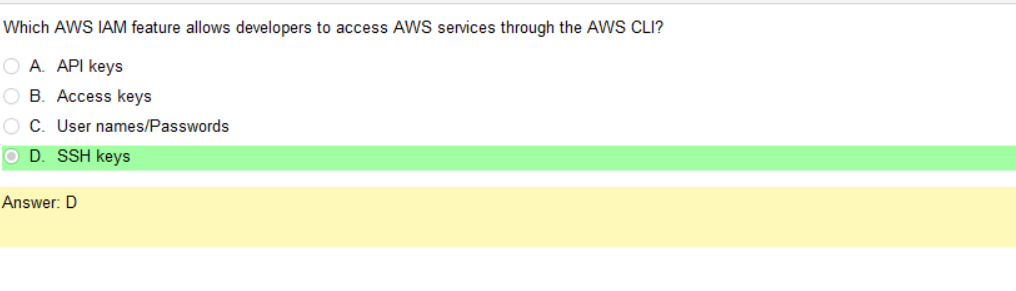 Which AWS IAM feature allows developers to access AWS services through the AWS CLI?
A. API keys
B. Access keys
C. User names/Passwords
D. SSH keys
Answer: D